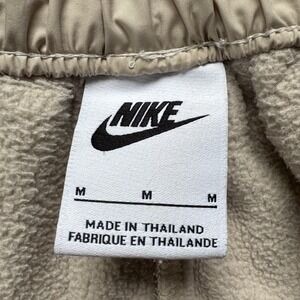 NIKE
M M M
MADE IN THAILAND
FABRIQUE EN THAILANDE